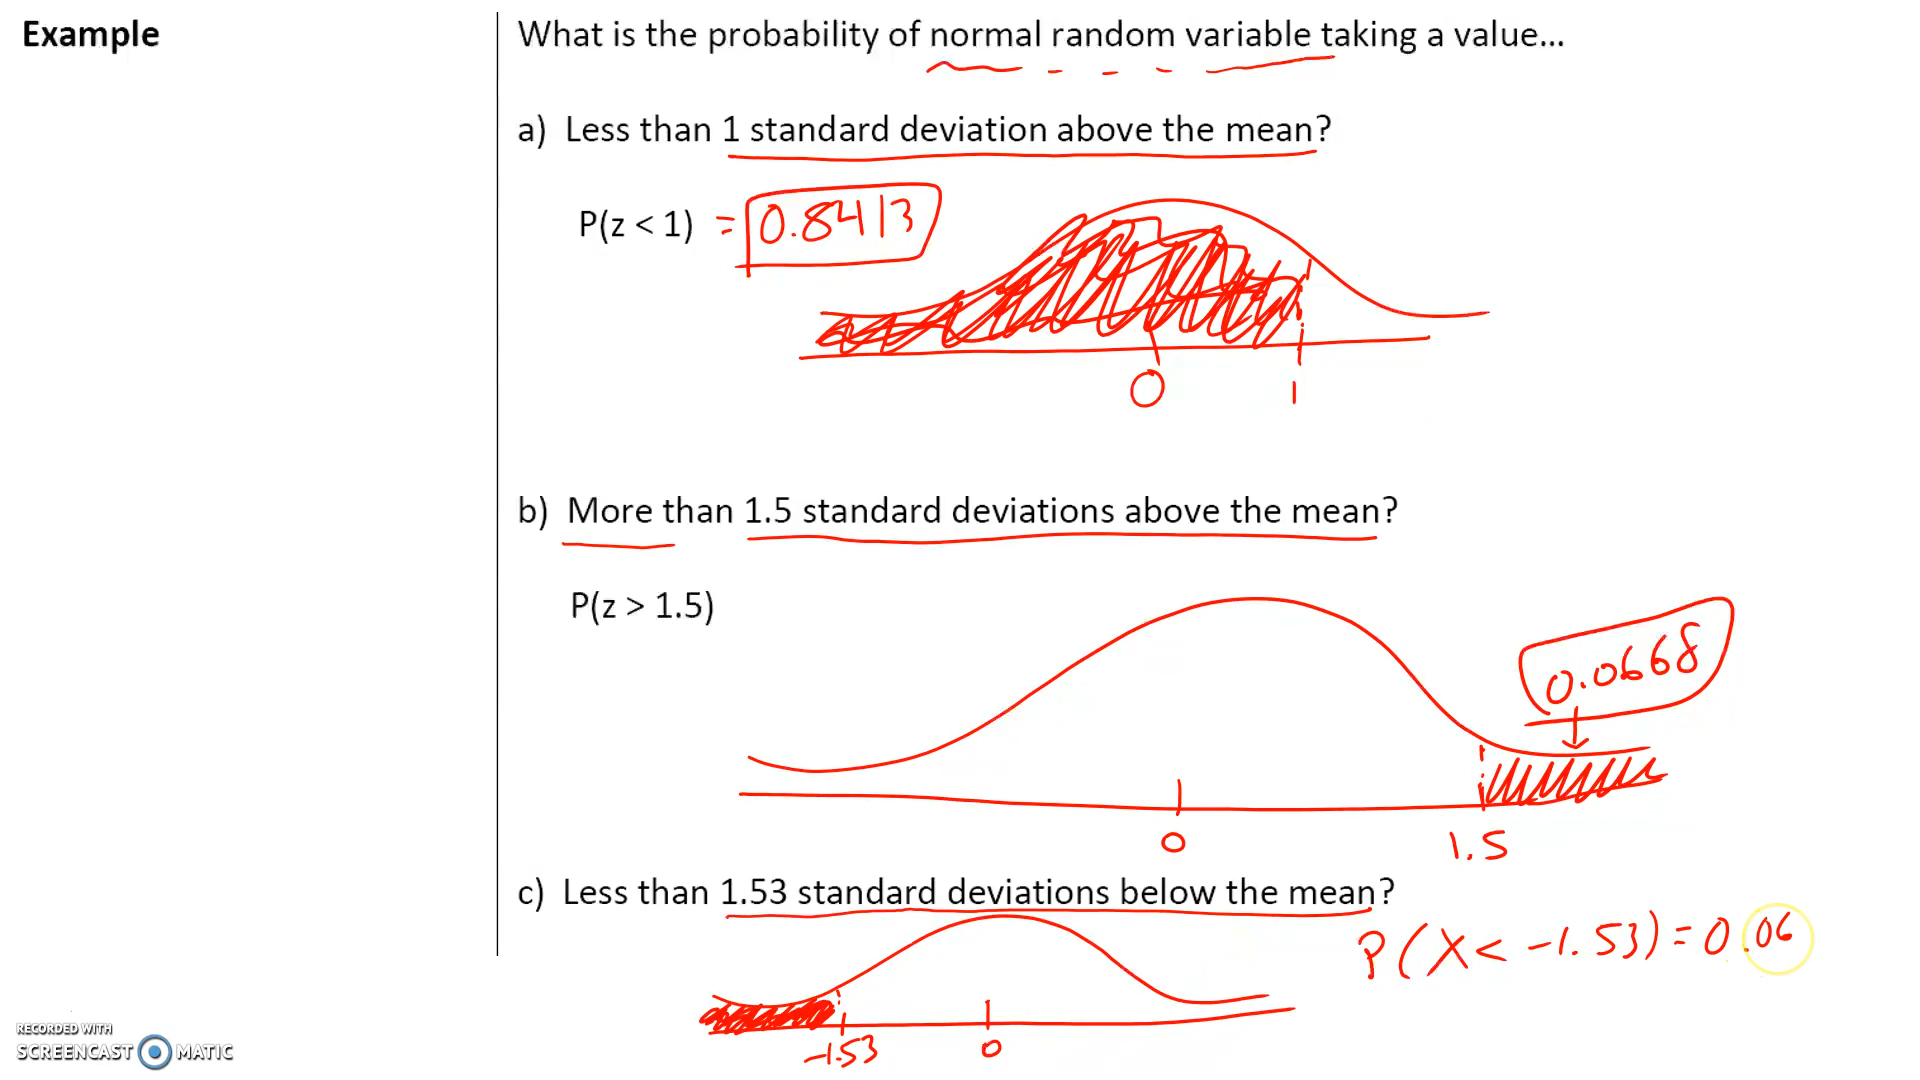 Example
What is the probability of normal random variable taking a value...
a) Less than 1 standard deviation above the mean?
P(z < 1) = 0.8413
0 1
b) More than 1.5 standard deviations above the mean?
P(z > 1.5)
0.0668
0 1.5
c) Less than 1.53 standard deviations below the mean?
P(X < -1.53) = 0.06
-1.53 0
RECORDED WITH
SCREENCAST MATIC